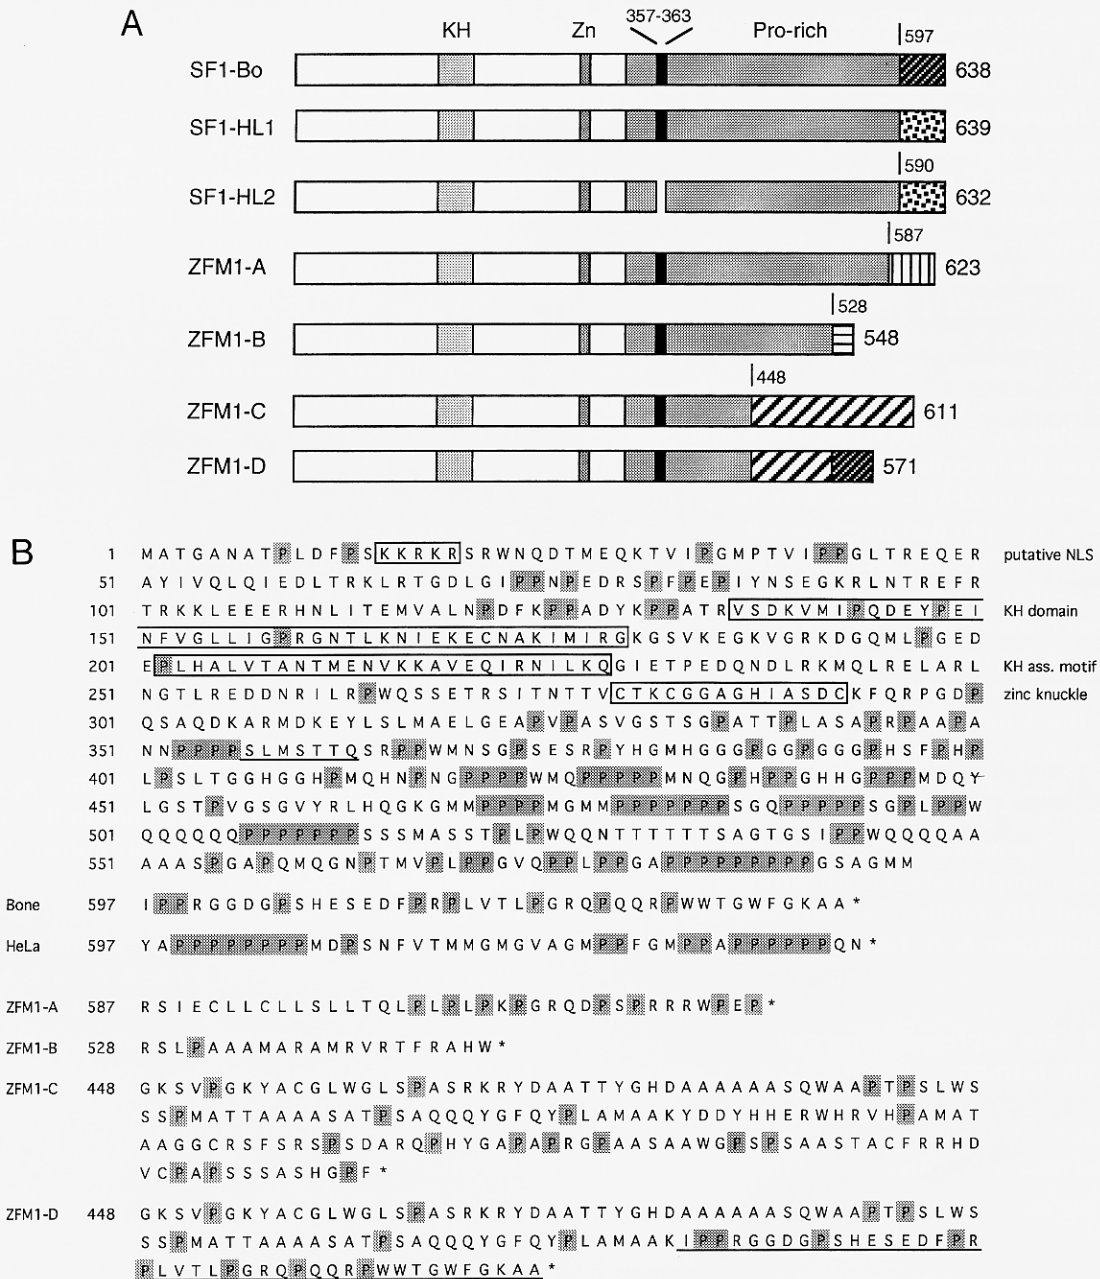 A
KH Zn 357-363 Pro-rich 597
SF1-Bo 638
SF1-HL1 639
590
SF1-HL2 632
587
ZFM1-A 623
528
ZFM1-B 548
448
ZFM1-C 611
ZFM1-D 571
B
1 M A T G A N A T P L D F P S K K R K R S R W N Q D T M E Q K T V I P G M P T V I P P G L T R E Q E R putative NLS
51 A Y I V Q L Q I E D L T R K L R T G D L G I P P N P E D R S P F P E P I Y N S E G K R L N T R E F R
101 T R K K L E E E R H N L I T E M V A L N P D F K P P A D Y K P P A T R V S D K V M I P Q D E Y P E I KH domain
151 N F V G L L I G P R G N T L K N I E K E C N A K I M I R G K G S V K E G K V G R K D G Q M L P G E D
201 E P L H A L V T A N T M E N V K K A V E Q I R N I L K Q G I E T P E D Q N D L R K M Q L R E L A R L KH ass. motif
251 N G T L R E D D N R I L R P W Q S S E T R S I T N T T V C T K C G G A G H I A S D C K F Q R P G D P zinc knuckle
301 Q S A Q D K A R M D K E Y L S L M A E L G E A P V P A S V G S T S G P A T T P L A S A P R P A A P A
351 N N P P P P S L M S T T Q S R P P W M N S G P S E S R P Y H G M H G G G P G G P G G G P H S F P H P
401 L P S L T G G H G G H P M Q H N P N G P P P P W M Q P P P P P M N Q G P H P P G H H G P P P M D Q Y
451 L G S T P V G S G V Y R L H Q G K G M M P P P P M G M M P P P P P P P S G Q P P P P P S G P L P P W
501 Q Q Q Q Q Q P P P P P P P S S S M A S S T P L P W Q Q N T T T T T T S A G T G S I P P W Q Q Q Q A A
551 A A A S P G A P Q M Q G N P T M V P L P P G V Q P P L P P G A P P P P P P P P P G S A G M M
Bone 597 I P P R G G D G P S H E S E D F P R P L V T L P G R Q P Q Q R P W W T G W F G K A A *
HeLa 597 Y A P P P P P P P P M D P S N F V T M M G M G V A G M P P F G M P P A P P P P P P Q N *
ZFM1-A 587 R S I E C L L C L L S L L T Q L P L P L P K P G R Q D P S P R R R W P E P *
ZFM1-B 528 R S L P A A A M A R A M R V R T F R A H W *
ZFM1-C 448 G K S V P G K Y A C G L W G L S P A S R K R Y D A A T T Y G H D A A A A A A S Q W A A P T P S L W S
S S P M A T T A A A A S A T P S A Q Q Q Y G F Q Y P L A M A A K Y D D Y H H E R W H R V H P A M A T
A A G G C R S F S R S P S D A R Q P H Y G A P A P R G P A A S A A W G P S P S A A S T A C F R R H D
V C P A P S S S A S H G P F *
ZFM1-D 448 G K S V P G K Y A C G L W G L S P A S R K R Y D A A T T Y G H D A A A A A A S Q W A A P T P S L W S
S S P M A T T A A A A S A T P S A Q Q Q Y G F Q Y P L A M A A K I P P R G G D G P S H E S E D F P R
P L V T L P G R Q P Q Q R P W W T G W F G K A A *